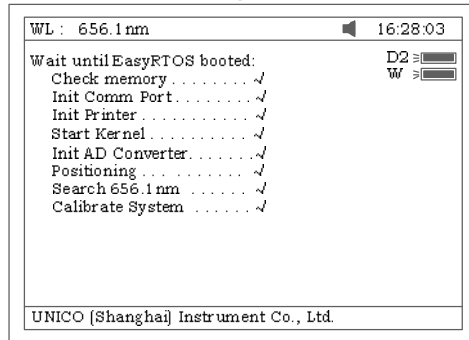 WL: 656.1nm 16:28:03
Wait until EasyRTOS booted: D2
Check memory........√ W
Init Comm Port.......√
Init Printer...........√
Start Kernel..........√
Init AD Converter.......√
Positioning............√
Search 656.1nm ......√
Calibrate System ......√
UNICO (Shanghai) Instrument Co., Ltd.